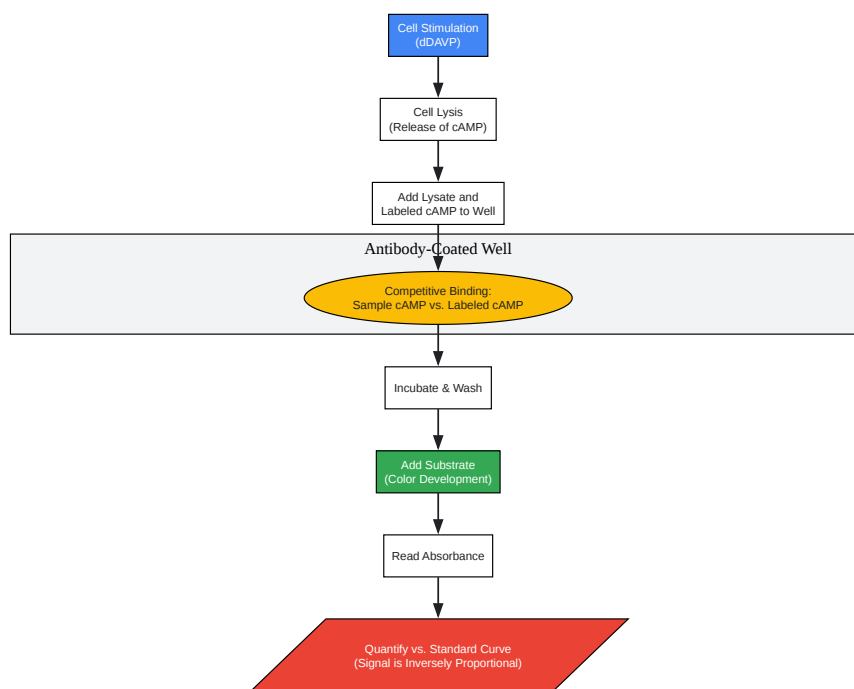 Cell Stimulation
(dDAVP)
Cell Lysis
(Release of cAMP)
Add Lysate and
Labeled cAMP to Well
Antibody-Coated Well
Competitive Binding:
Sample cAMP vs. Labeled cAMP
Incubate & Wash
Add Substrate
(Color Development)
Read Absorbance
Quantify vs. Standard Curve
(Signal is Inversely Proportional)